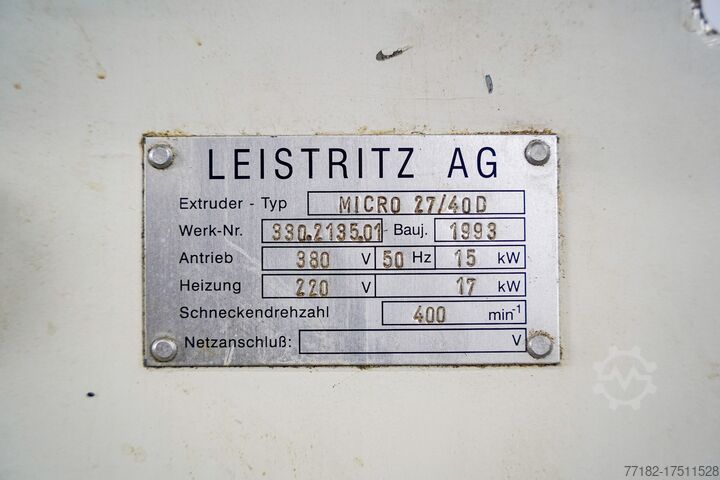 LEISTRITZ AG
Extruder - Typ MICRO 27/40D
Werk-Nr. 330.2135.01 Bauj. 1993
Antrieb 380 V 50 Hz 15 kW
Heizung 220 V 17 kW
Schneckendrehzahl 400 min-1
Netzanschluß: V
77182-17511528